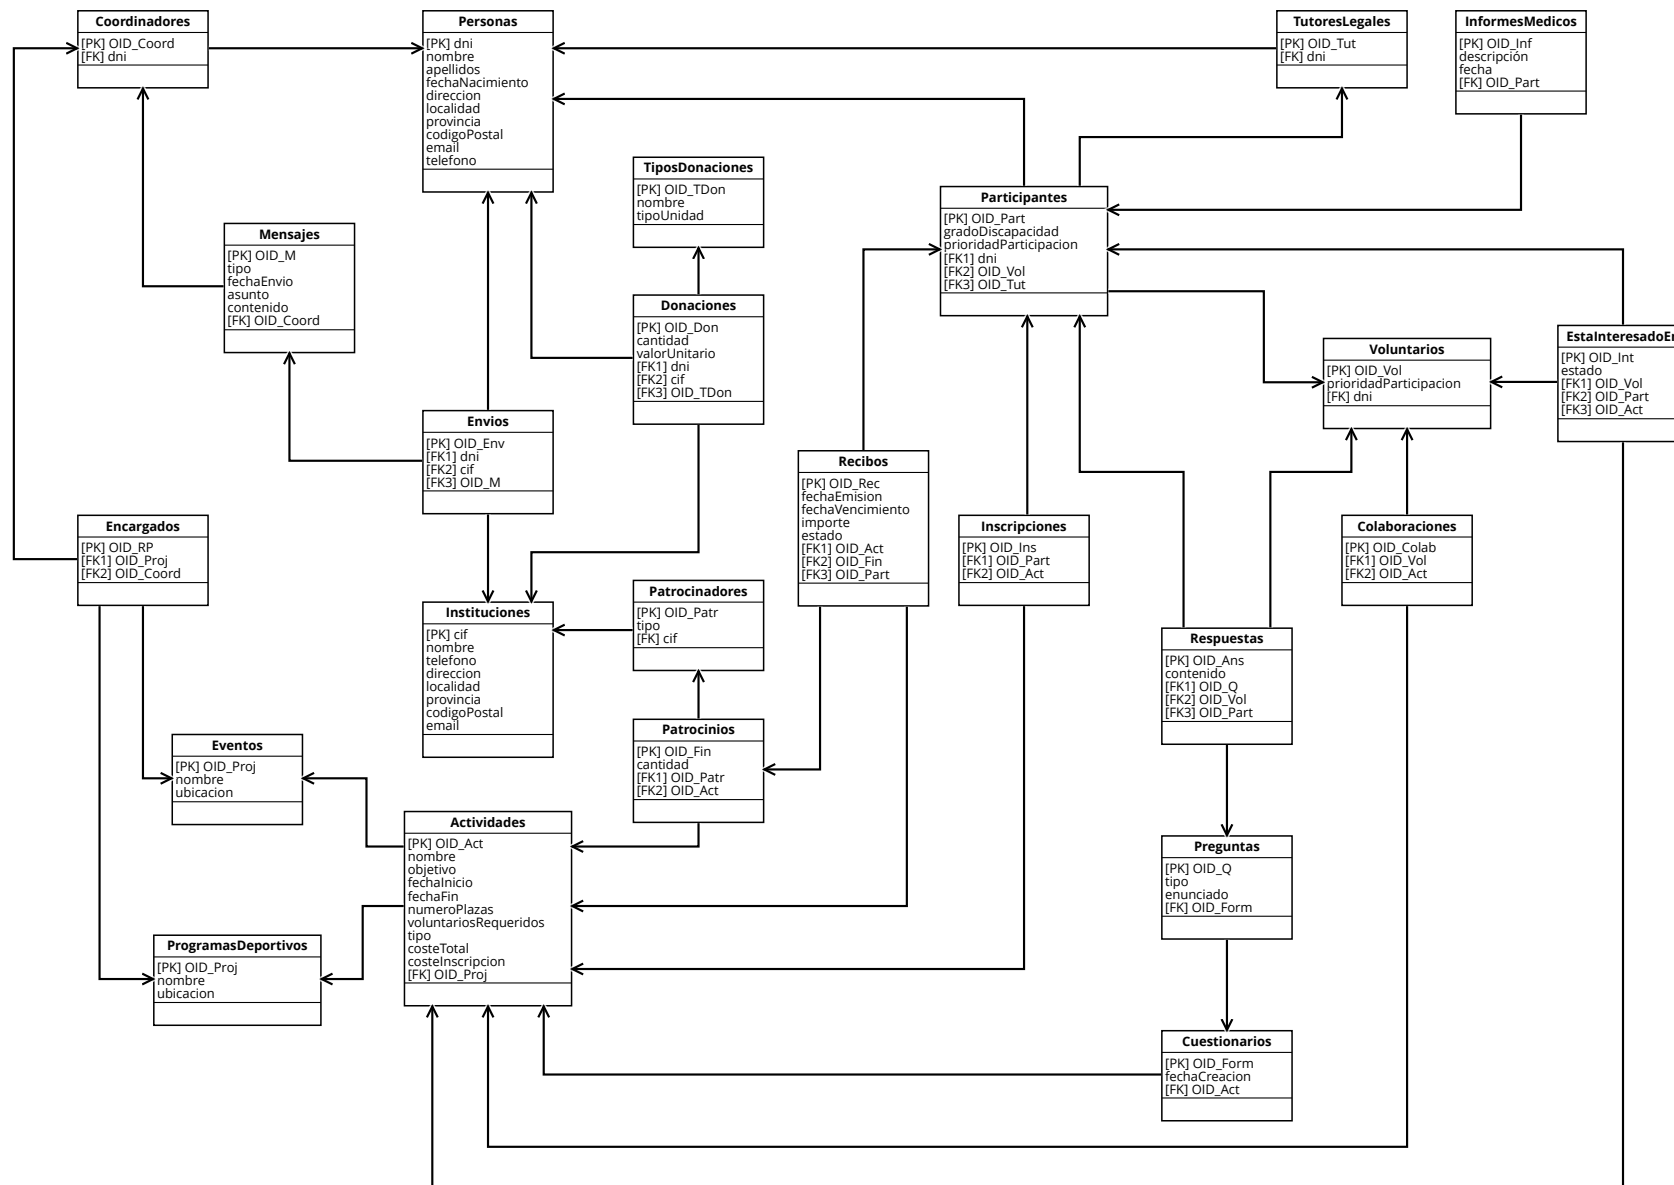 Coordinadores
[PK] OID_Coord
[FK] dni
Personas
[PK] dni
nombre
apellidos
fechaNacimiento
direccion
localidad
provincia
codigoPostal
email
telefono
TutoresLegales
[PK] OID_Tut
[FK] dni
InformesMedicos
[PK] OID_Inf
descripción
fecha
[FK] OID_Part
TiposDonaciones
[PK] OID_TDon
nombre
tipoUnidad
Participantes
[PK] OID_Part
gradoDiscapacidad
prioridadParticipacion
[FK1] dni
[FK2] OID_Vol
[FK3] OID_Tut
Mensajes
[PK] OID_M
tipo
fechaEnvio
asunto
contenido
[FK] OID_Coord
Donaciones
[PK] OID_Don
cantidad
valorUnitario
[FK1] dni
[FK2] cif
[FK3] OID_TDon
Voluntarios
[PK] OID_Vol
prioridadParticipacion
[FK] dni
EstaInteresadoEn
[PK] OID_Int
estado
[FK1] OID_Vol
[FK2] OID_Part
[FK3] OID_Act
Envios
[PK] OID_Env
[FK1] dni
[FK2] cif
[FK3] OID_M
Recibos
[PK] OID_Rec
fechaEmision
fechaVencimiento
importe
estado
[FK1] OID_Act
[FK2] OID_Fin
[FK3] OID_Part
Encargados
[PK] OID_RP
[FK1] OID_Proj
[FK2] OID_Coord
Inscripciones
[PK] OID_Ins
[FK1] OID_Part
[FK2] OID_Act
Colaboraciones
[PK] OID_Colab
[FK1] OID_Vol
[FK2] OID_Act
Instituciones
[PK] cif
nombre
telefono
direccion
localidad
provincia
codigoPostal
email
Patrocinadores
[PK] OID_Patr
tipo
[FK] cif
Respuestas
[PK] OID_Ans
contenido
[FK1] OID_Q
[FK2] OID_Vol
[FK3] OID_Part
Eventos
[PK] OID_Proj
nombre
ubicacion
Patrocinios
[PK] OID_Fin
cantidad
[FK1] OID_Patr
[FK2] OID_Act
Actividades
[PK] OID_Act
nombre
objetivo
fechaInicio
fechaFin
numeroPlazas
voluntariosRequeridos
tipo
costeTotal
costeInscripcion
[FK] OID_Proj
Preguntas
[PK] OID_Q
tipo
enunciado
[FK] OID_Form
ProgramasDeportivos
[PK] OID_Proj
nombre
ubicacion
Cuestionarios
[PK] OID_Form
fechaCreacion
[FK] OID_Act